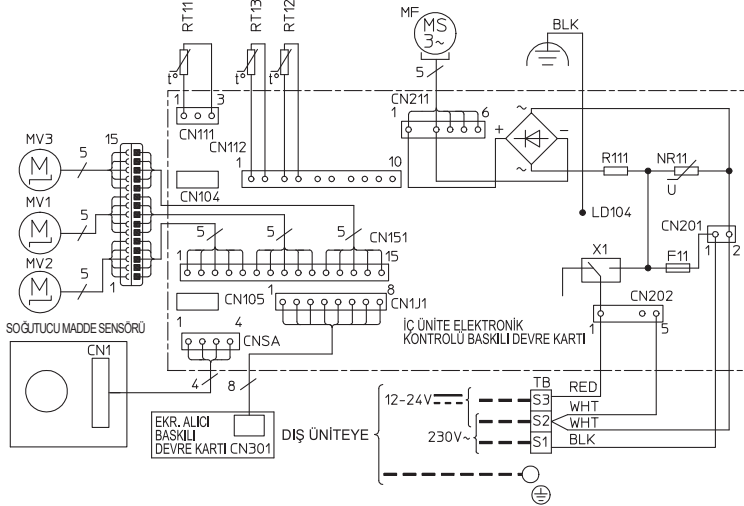 RT11
RT13
RT12
t°
t°
t°
MF
MS
3~
5
BLK
1
3
CN111
CN112
1
10
CN211
1
6
+
~
−
~
R111
NR11
U
LD104
CN201
1
2
MV3
M
5
MV1
M
5
MV2
M
5
15
1
CN104
5
5
5
CN151
1
15
CN105
1
8
CN1J1
X1
F11
CN202
1
5
İÇ ÜNİTE ELEKTRONİK
KONTROLÜ BASKILI DEVRE KARTI
SOĞUTUCU MADDE SENSÖRÜ
CN1
1
4
CNSA
4
8
EKR. ALICI
BASKILI
DEVRE KARTI CN301
DIŞ ÜNİTEYE
12-24V
230V~
TB
S3
S2
S1
RED
WHT
WHT
BLK